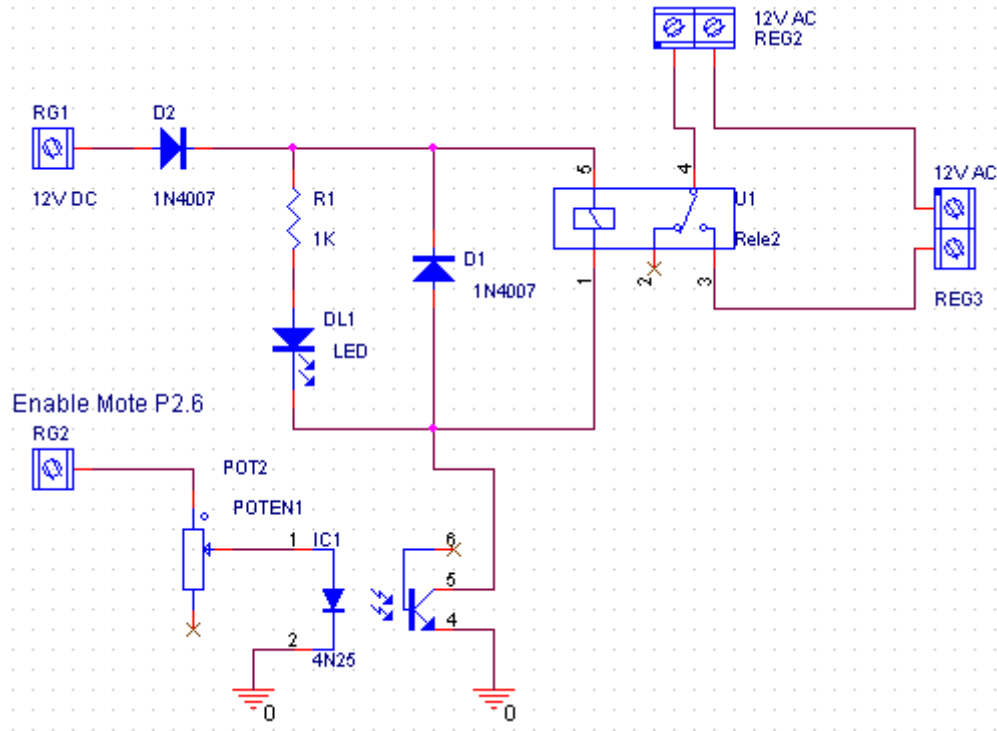 12V AC
REG2
RG1
D2
12V DC
1N4007
R1
1K
D1
1N4007
DL1
LED
5
4
U1
Rele2
1
2
3
12V AC
REG3
Enable Mote P2.6
RG2
POT2
POTEN1
1
IC1
2
4N25
6
5
4
0
0